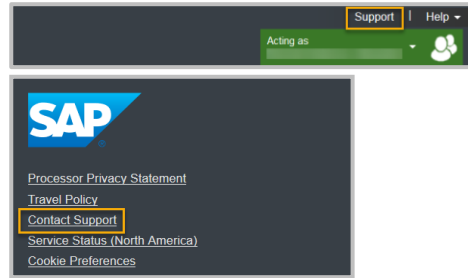 Support | Help
Acting as
SAP
Processor Privacy Statement
Travel Policy
Contact Support
Service Status (North America)
Cookie Preferences